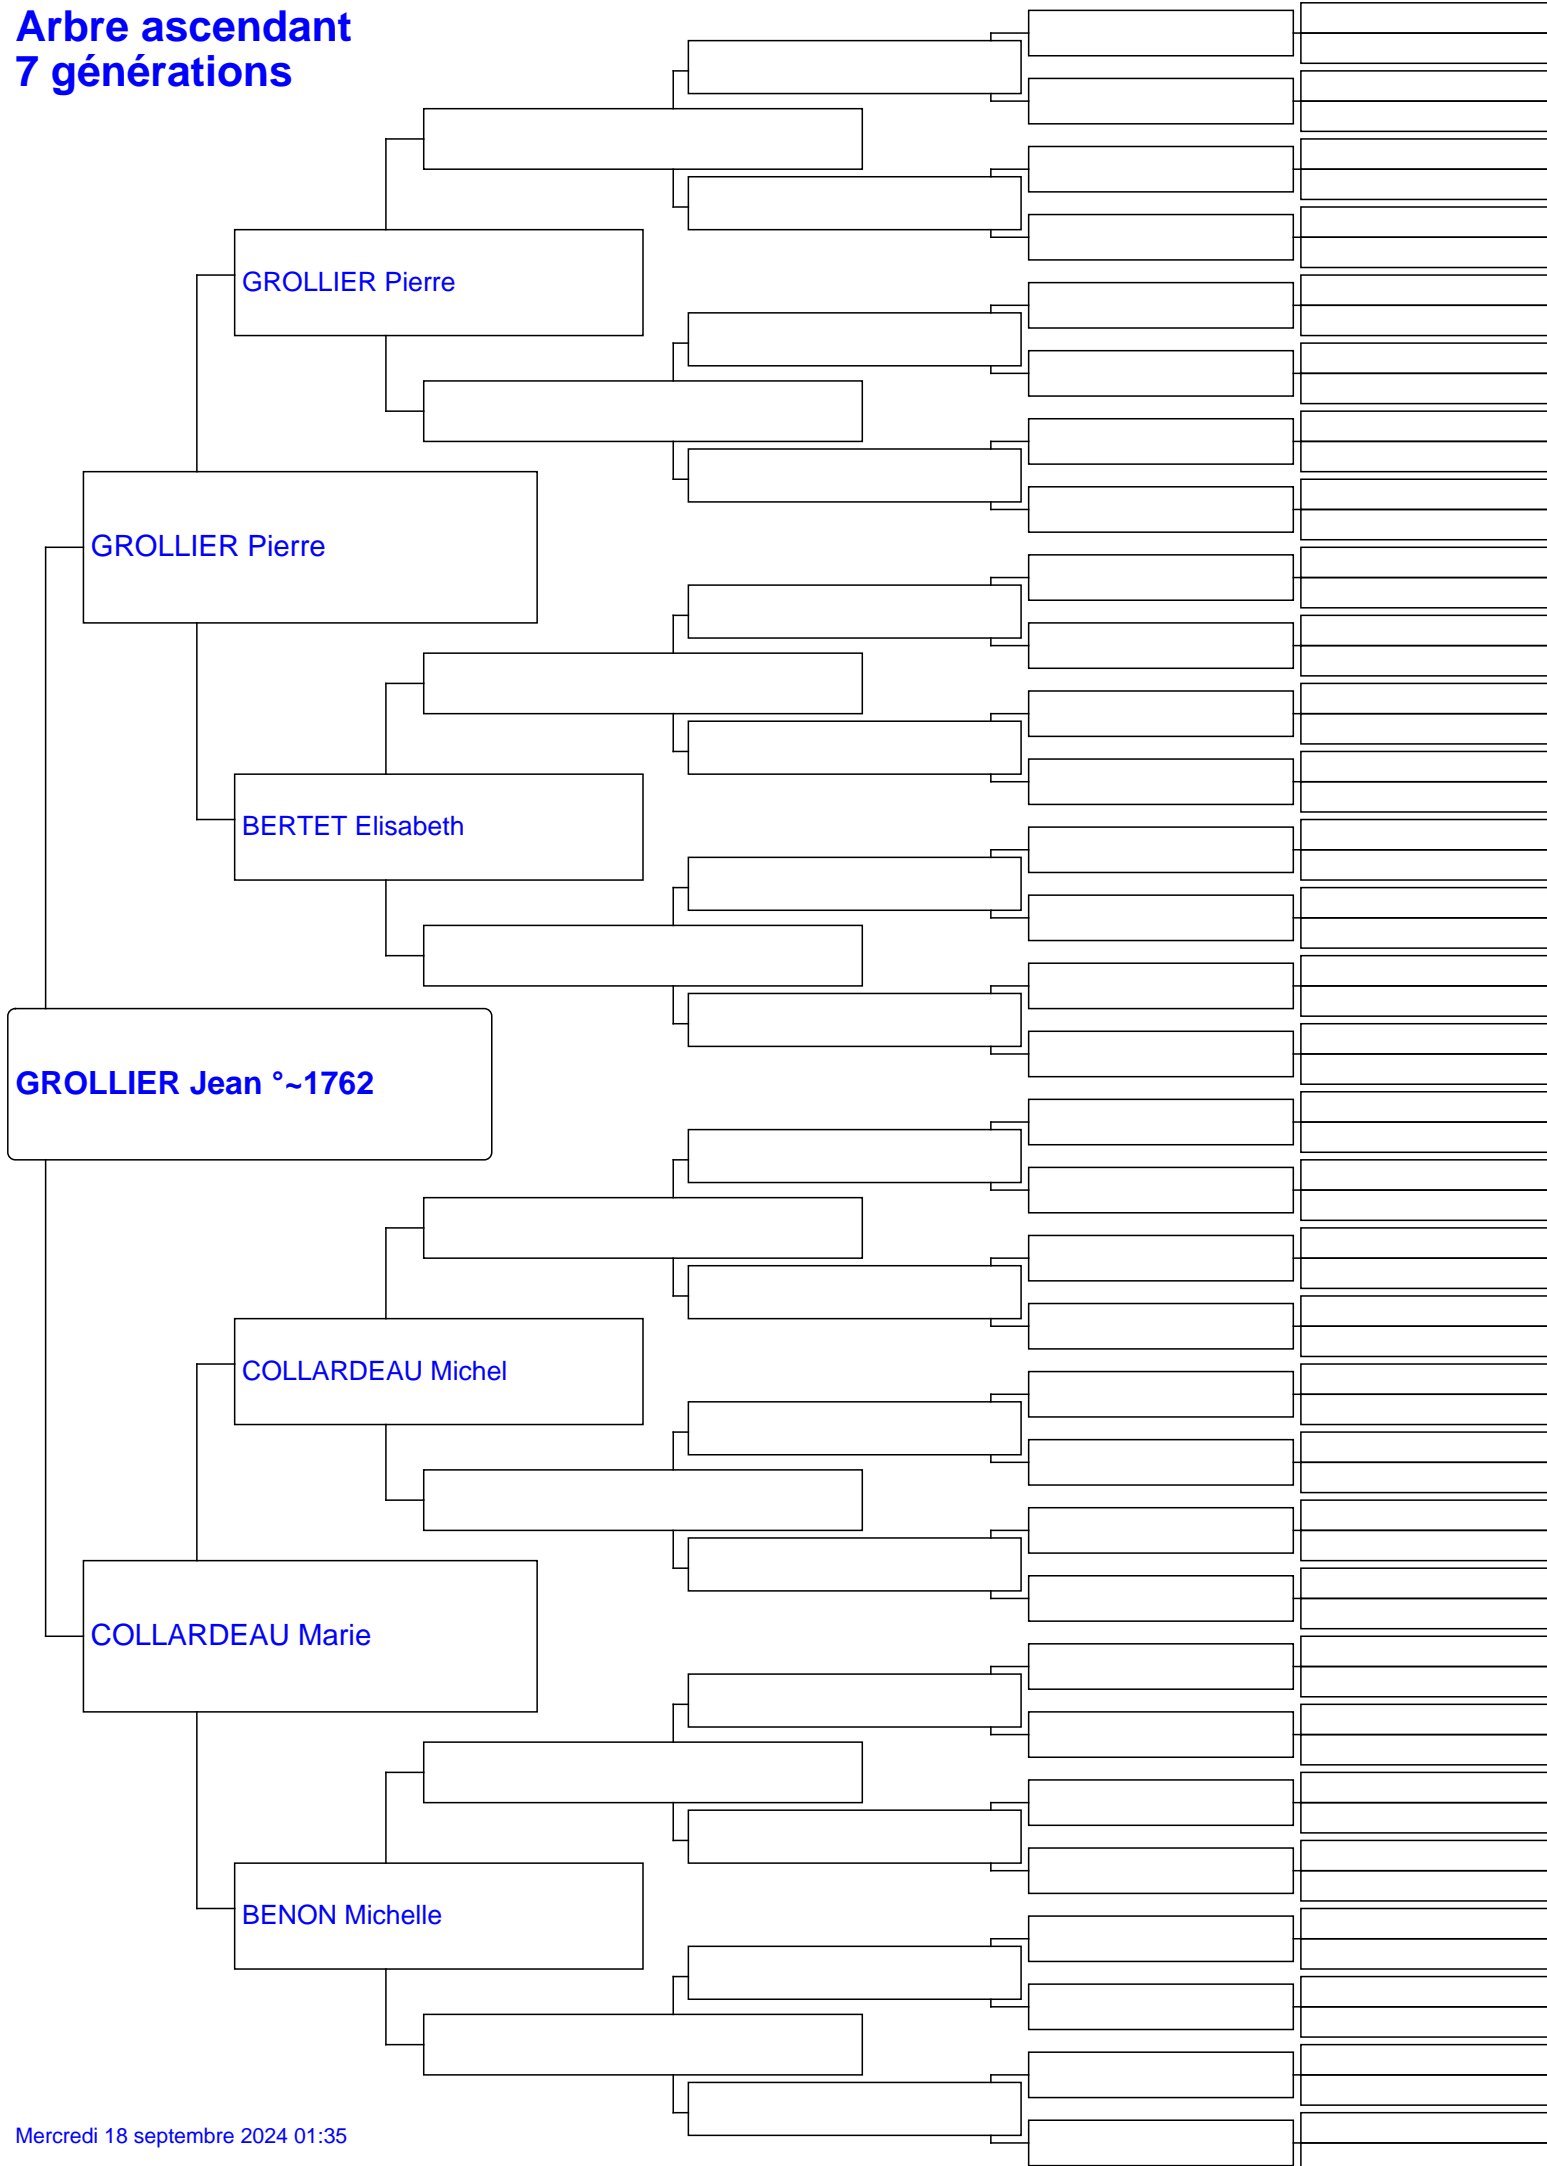 Arbre ascendant
7 générations
GROLLIER Pierre
GROLLIER Pierre
BERTET Elisabeth
GROLLIER Jean °~1762
COLLARDEAU Michel
COLLARDEAU Marie
BENON Michelle
Mercredi 18 septembre 2024 01:35